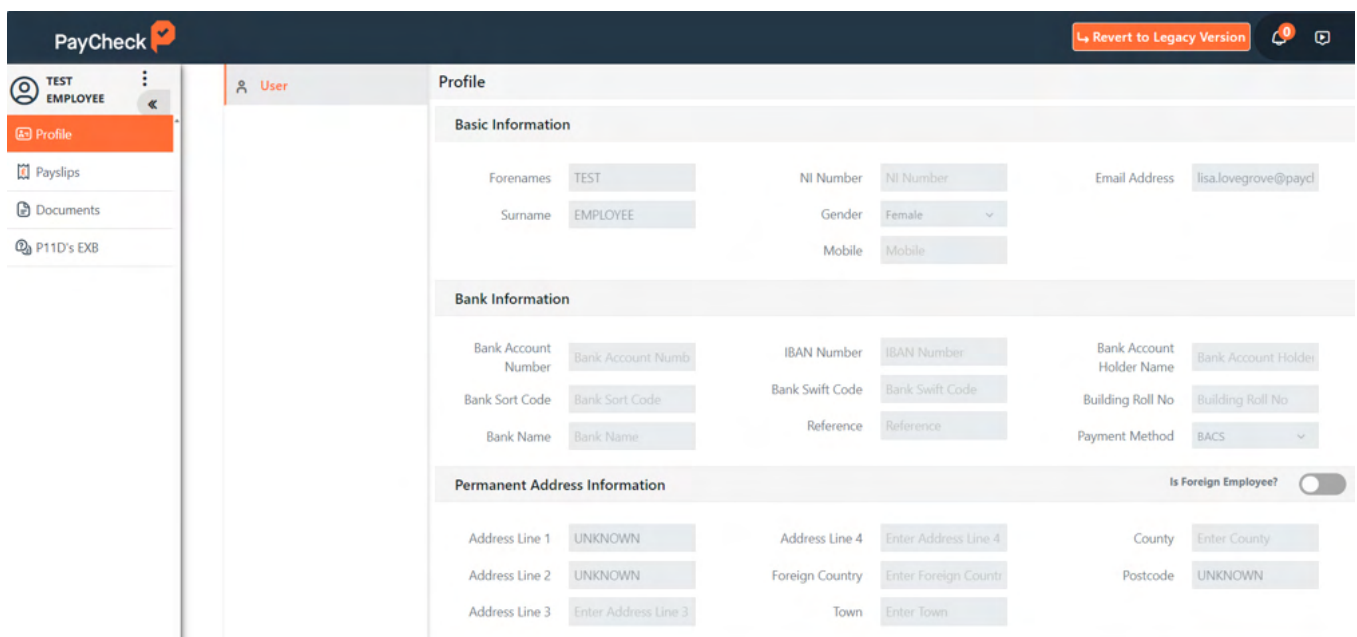 PayCheck
Revert to Legacy Version
0
TEST
EMPLOYEE
Profile
Payslips
Documents
P11D's EXB
User
Profile
Basic Information
Forenames TEST NI Number NI Number Email Address lisa.lovegrove@paycl
Surname EMPLOYEE Gender Female
Mobile Mobile
Bank Information
Bank Account Number Bank Account Numb IBAN Number IBAN Number Bank Account Holder Name Bank Account Holder
Bank Sort Code Bank Sort Code Bank Swift Code Bank Swift Code Building Roll No Building Roll No
Bank Name Bank Name Reference Reference Payment Method BACS
Permanent Address Information Is Foreign Employee?
Address Line 1 UNKNOWN Address Line 4 Enter Address Line 4 County Enter County
Address Line 2 UNKNOWN Foreign Country Enter Foreign Countr Postcode UNKNOWN
Address Line 3 Enter Address Line 3 Town Enter Town